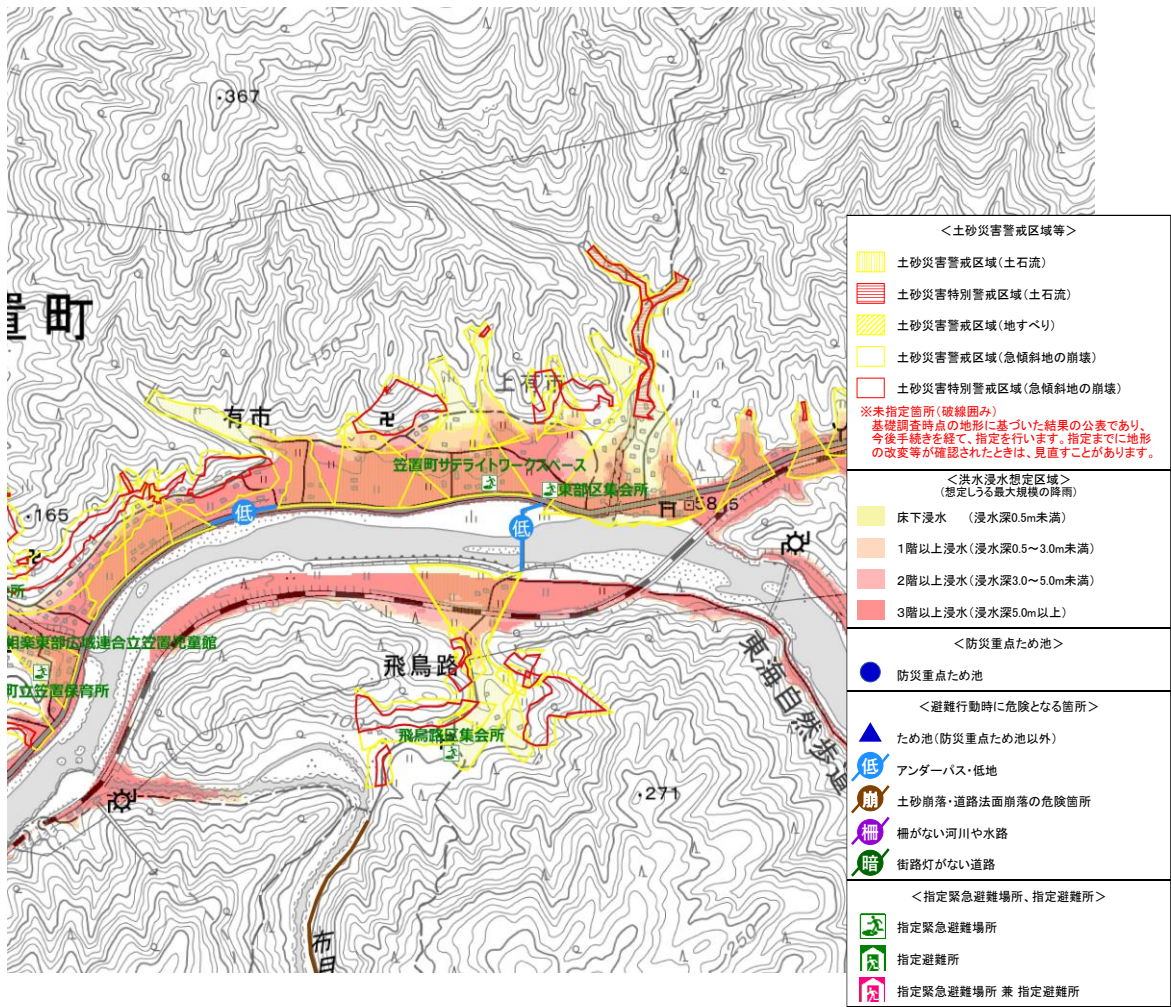 367
250
置町
150
上有市
有市
卍
笠置町サテライトワークスペース
東部区集会所
58.5
165
卍
低
低
所
相楽東部広域連合立笠置児童館
町立笠置保育所
飛鳥路
飛鳥路区集会所
東海自然歩道
271
250
布目
＜土砂災害警戒区域等＞
土砂災害警戒区域(土石流)
土砂災害特別警戒区域(土石流)
土砂災害警戒区域(地すべり)
土砂災害警戒区域(急傾斜地の崩壊)
土砂災害特別警戒区域(急傾斜地の崩壊)
※未指定箇所(破線囲み)
基礎調査時点の地形に基づいた結果の公表であり、
今後手続きを経て、指定を行います。指定までに地形
の改変等が確認されたときは、見直すことがあります。
＜洪水浸水想定区域＞
(想定しうる最大規模の降雨)
床下浸水　(浸水深0.5m未満)
1階以上浸水(浸水深0.5～3.0m未満)
2階以上浸水(浸水深3.0～5.0m未満)
3階以上浸水(浸水深5.0m以上)
＜防災重点ため池＞
防災重点ため池
＜避難行動時に危険となる箇所＞
ため池(防災重点ため池以外)
低 アンダーパス・低地
崩 土砂崩落・道路法面崩落の危険箇所
柵 柵がない河川や水路
暗 街路灯がない道路
＜指定緊急避難場所、指定避難所＞
指定緊急避難場所
指定避難所
指定緊急避難場所 兼 指定避難所